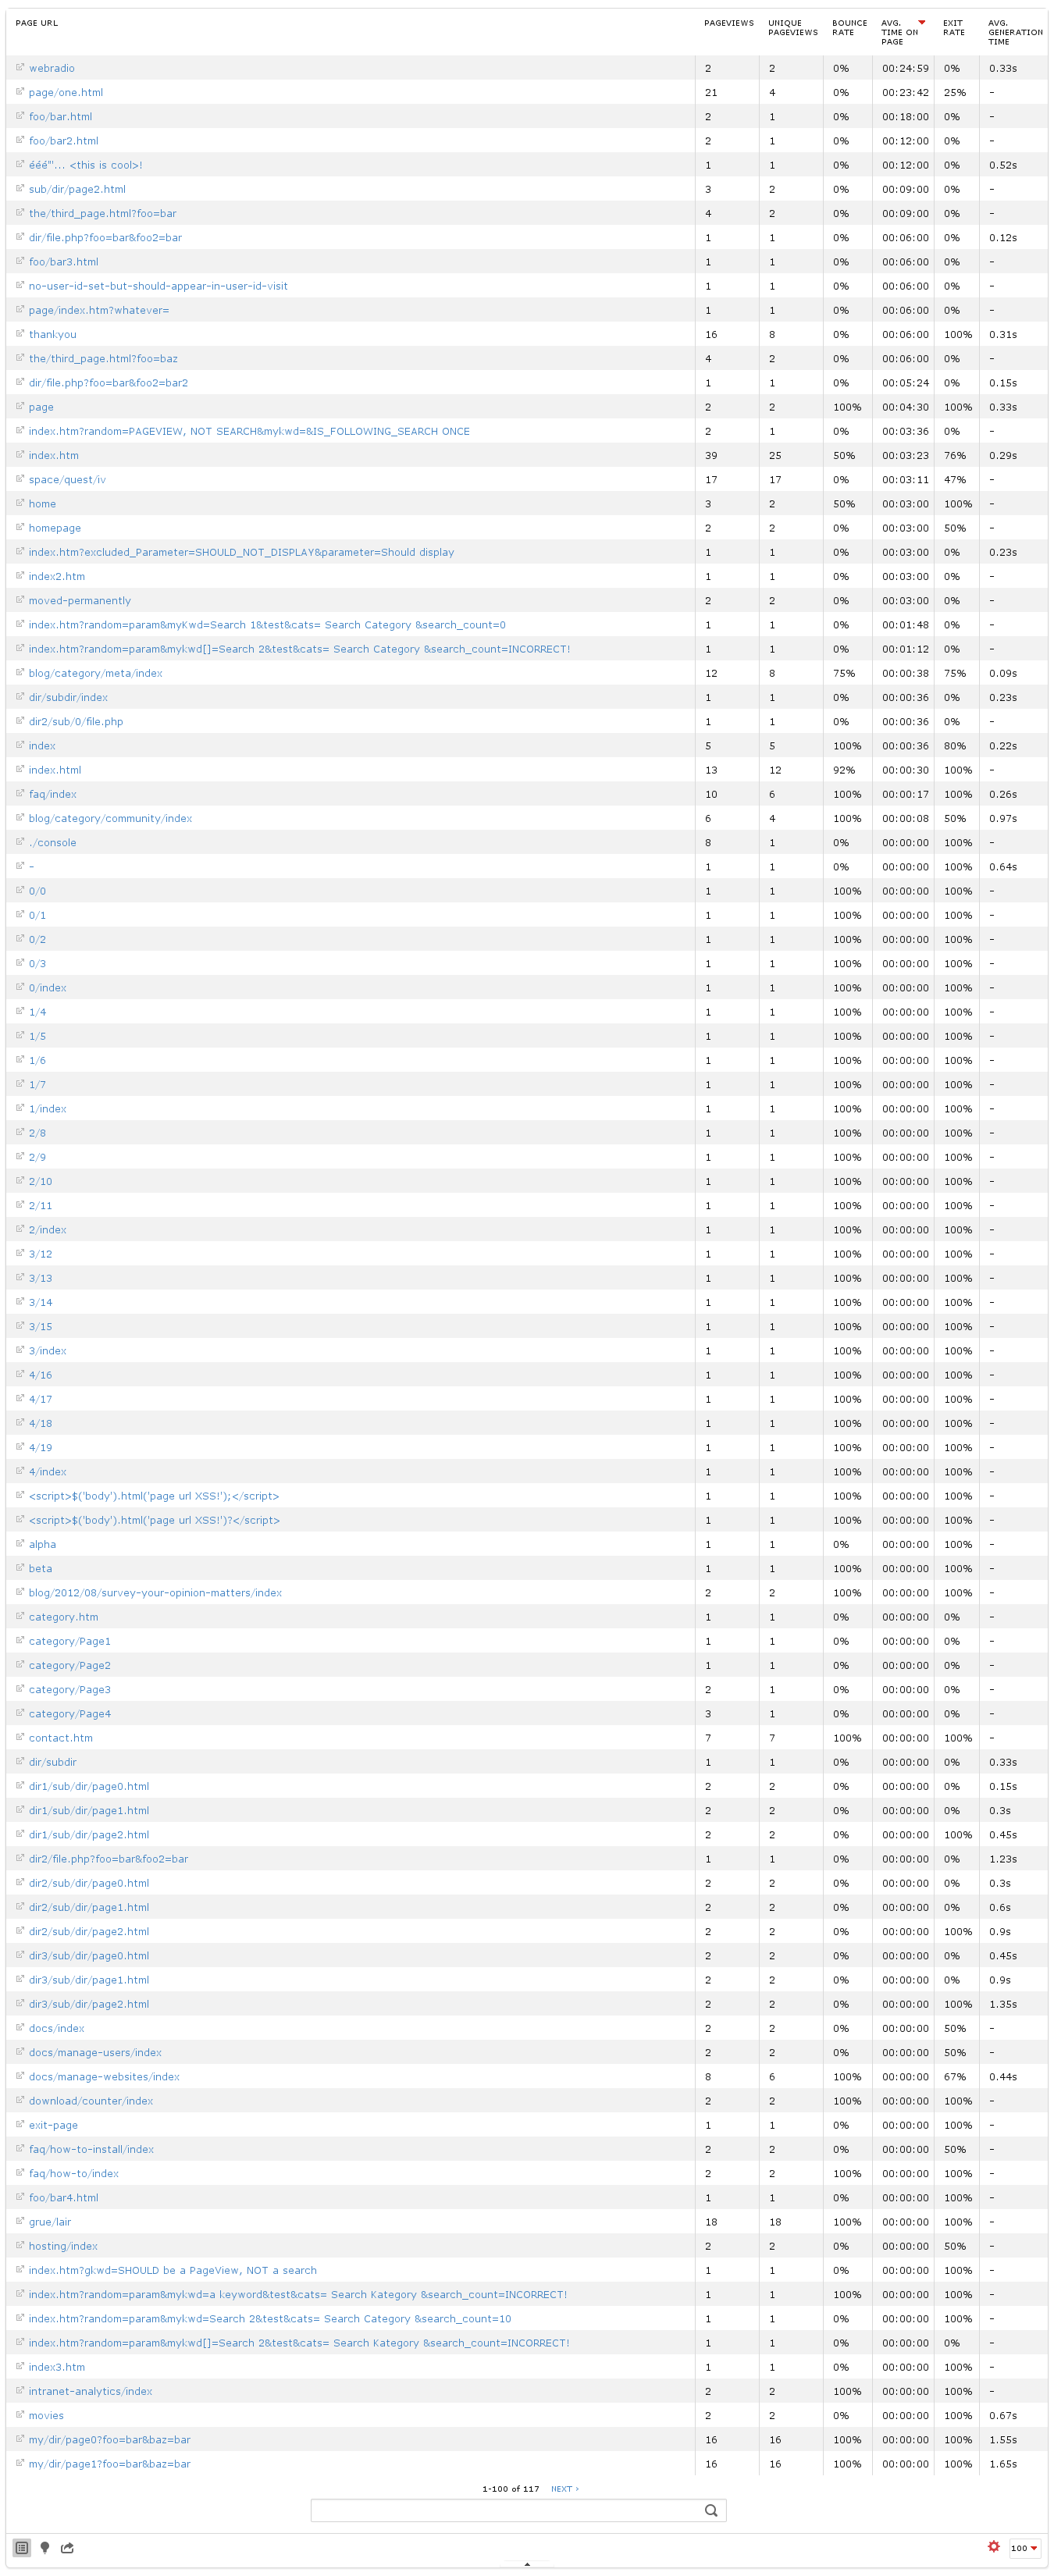 PAGE URL PAGEVIEWS UNIQUE PAGEVIEWS BOUNCE RATE AVG. TIME ON PAGE EXIT RATE AVG. GENERATION TIME
webradio 2 2 0% 00:24:59 0% 0.33s
page/one.html 21 4 0% 00:23:42 25% -
foo/bar.html 2 1 0% 00:18:00 0% -
foo/bar2.html 2 1 0% 00:12:00 0% -
ééé"'... <this is cool>! 1 1 0% 00:12:00 0% 0.52s
sub/dir/page2.html 3 2 0% 00:09:00 0% -
the/third_page.html?foo=bar 4 2 0% 00:09:00 0% -
dir/file.php?foo=bar&foo2=bar 1 1 0% 00:06:00 0% 0.12s
foo/bar3.html 1 1 0% 00:06:00 0% -
no-user-id-set-but-should-appear-in-user-id-visit 1 1 0% 00:06:00 0% -
page/index.htm?whatever= 1 1 0% 00:06:00 0% -
thankyou 16 8 0% 00:06:00 100% 0.31s
the/third_page.html?foo=baz 4 2 0% 00:06:00 0% -
dir/file.php?foo=bar&foo2=bar2 1 1 0% 00:05:24 0% 0.15s
page 2 2 100% 00:04:30 100% 0.33s
index.htm?random=PAGEVIEW, NOT SEARCH&mykwd=&IS_FOLLOWING_SEARCH ONCE 2 1 0% 00:03:36 0% -
index.htm 39 25 50% 00:03:23 76% 0.29s
space/quest/iv 17 17 0% 00:03:11 47% -
home 3 2 50% 00:03:00 100% -
homepage 2 2 0% 00:03:00 50% -
index.htm?excluded_Parameter=SHOULD_NOT_DISPLAY&parameter=Should display 1 1 0% 00:03:00 0% 0.23s
index2.htm 1 1 0% 00:03:00 0% -
moved-permanently 2 2 0% 00:03:00 0% -
index.htm?random=param&myKwd=Search 1&test&cats= Search Category &search_count=0 1 1 0% 00:01:48 0% -
index.htm?random=param&mykwd[]=Search 2&test&cats= Search Category &search_count=INCORRECT! 1 1 0% 00:01:12 0% -
blog/category/meta/index 12 8 75% 00:00:38 75% 0.09s
dir/subdir/index 1 1 0% 00:00:36 0% 0.23s
dir2/sub/0/file.php 1 1 0% 00:00:36 0% -
index 5 5 100% 00:00:36 80% 0.22s
index.html 13 12 92% 00:00:30 100% -
faq/index 10 6 100% 00:00:17 100% 0.26s
blog/category/community/index 6 4 100% 00:00:08 50% 0.97s
./console 8 1 0% 00:00:00 100% -
- 1 1 0% 00:00:00 100% 0.64s
0/0 1 1 100% 00:00:00 100% -
0/1 1 1 100% 00:00:00 100% -
0/2 1 1 100% 00:00:00 100% -
0/3 1 1 100% 00:00:00 100% -
0/index 1 1 100% 00:00:00 100% -
1/4 1 1 100% 00:00:00 100% -
1/5 1 1 100% 00:00:00 100% -
1/6 1 1 100% 00:00:00 100% -
1/7 1 1 100% 00:00:00 100% -
1/index 1 1 100% 00:00:00 100% -
2/8 1 1 100% 00:00:00 100% -
2/9 1 1 100% 00:00:00 100% -
2/10 1 1 100% 00:00:00 100% -
2/11 1 1 100% 00:00:00 100% -
2/index 1 1 100% 00:00:00 100% -
3/12 1 1 100% 00:00:00 100% -
3/13 1 1 100% 00:00:00 100% -
3/14 1 1 100% 00:00:00 100% -
3/15 1 1 100% 00:00:00 100% -
3/index 1 1 100% 00:00:00 100% -
4/16 1 1 100% 00:00:00 100% -
4/17 1 1 100% 00:00:00 100% -
4/18 1 1 100% 00:00:00 100% -
4/19 1 1 100% 00:00:00 100% -
4/index 1 1 100% 00:00:00 100% -
<script>$('body').html('page url XSS!');</script> 1 1 100% 00:00:00 100% -
<script>$('body').html('page url XSS!')?</script> 1 1 100% 00:00:00 100% -
alpha 1 1 0% 00:00:00 100% -
beta 1 1 100% 00:00:00 100% -
blog/2012/08/survey-your-opinion-matters/index 2 2 100% 00:00:00 100% -
category.htm 1 1 0% 00:00:00 0% -
category/Page1 1 1 0% 00:00:00 0% -
category/Page2 1 1 0% 00:00:00 0% -
category/Page3 2 1 0% 00:00:00 0% -
category/Page4 3 1 0% 00:00:00 0% -
contact.htm 7 7 100% 00:00:00 100% -
dir/subdir 1 1 0% 00:00:00 0% 0.33s
dir1/sub/dir/page0.html 2 2 0% 00:00:00 0% 0.15s
dir1/sub/dir/page1.html 2 2 0% 00:00:00 0% 0.3s
dir1/sub/dir/page2.html 2 2 0% 00:00:00 100% 0.45s
dir2/file.php?foo=bar&foo2=bar 1 1 0% 00:00:00 0% 1.23s
dir2/sub/dir/page0.html 2 2 0% 00:00:00 0% 0.3s
dir2/sub/dir/page1.html 2 2 0% 00:00:00 0% 0.6s
dir2/sub/dir/page2.html 2 2 0% 00:00:00 100% 0.9s
dir3/sub/dir/page0.html 2 2 0% 00:00:00 0% 0.45s
dir3/sub/dir/page1.html 2 2 0% 00:00:00 0% 0.9s
dir3/sub/dir/page2.html 2 2 0% 00:00:00 100% 1.35s
docs/index 2 2 0% 00:00:00 50% -
docs/manage-users/index 2 2 0% 00:00:00 50% -
docs/manage-websites/index 8 6 100% 00:00:00 67% 0.44s
download/counter/index 2 2 100% 00:00:00 100% -
exit-page 1 1 0% 00:00:00 100% -
faq/how-to-install/index 2 2 0% 00:00:00 50% -
faq/how-to/index 2 2 100% 00:00:00 100% -
foo/bar4.html 1 1 0% 00:00:00 100% -
grue/lair 18 18 100% 00:00:00 100% -
hosting/index 2 2 0% 00:00:00 50% -
index.htm?gkwd=SHOULD be a PageView, NOT a search 1 1 0% 00:00:00 100% -
index.htm?random=param&mykwd=a keyword&test&cats= Search Kategory &search_count=INCORRECT! 1 1 100% 00:00:00 100% -
index.htm?random=param&mykwd=Search 2&test&cats= Search Category &search_count=10 1 1 0% 00:00:00 100% -
index.htm?random=param&mykwd[]=Search 2&test&cats= Search Kategory &search_count=INCORRECT! 1 1 0% 00:00:00 0% -
index3.htm 1 1 0% 00:00:00 100% -
intranet-analytics/index 2 2 100% 00:00:00 100% -
movies 2 2 0% 00:00:00 100% 0.67s
my/dir/page0?foo=bar&baz=bar 16 16 100% 00:00:00 100% 1.55s
my/dir/page1?foo=bar&baz=bar 16 16 100% 00:00:00 100% 1.65s
1-100 of 117 NEXT ›
100